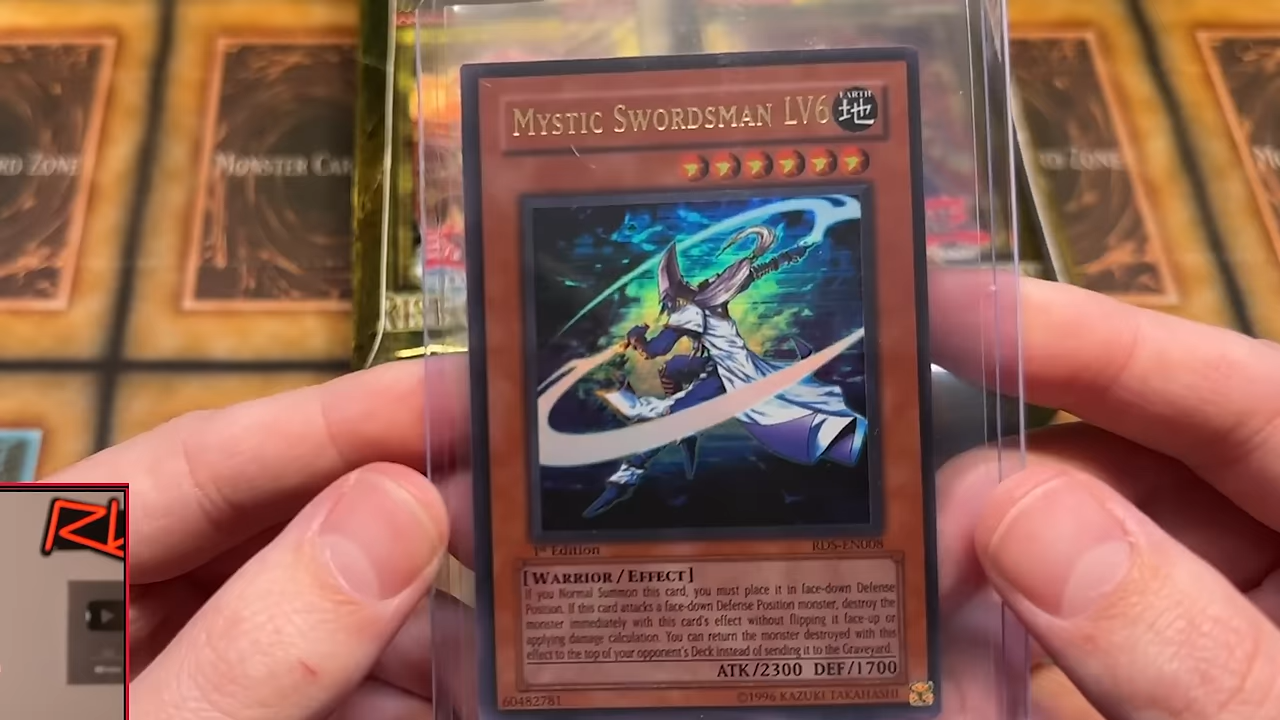 MYSTIC SWORDSMAN LV6
EARTH
地
RD ZONE
MONSTER CAR
1st Edition
RDS-EN008
[WARRIOR/EFFECT]
If you Normal Summon this card, you must place it in face-down Defense
Position. If this card attacks a face-down Defense Position monster, destroy the
monster immediately with this card's effect without flipping it face-up or
applying damage calculation. You can return the monster destroyed with this
effect to the top of your opponent's Deck instead of sending it to the Graveyard.
ATK/2300 DEF/1700
60482781
©1996 KAZUKI TAKAHASHI